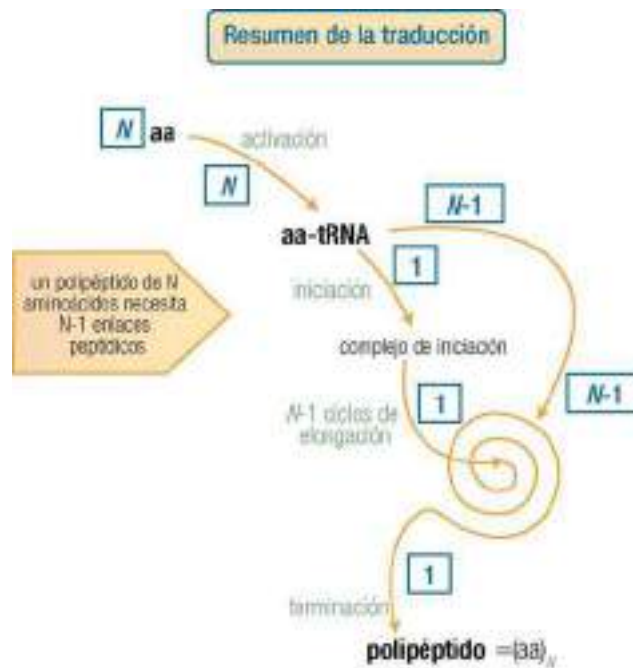 Resumen de la traducción
N aa
activación
N
aa-tRNA
N-1
1
iniciación
un polipéptido de N
aminoácidos necesita
N-1 enlaces
peptídicos
complejo de iniciación
N-1 ciclos de
elongación
1
N-1
1
terminación
polipéptido =(aa)N